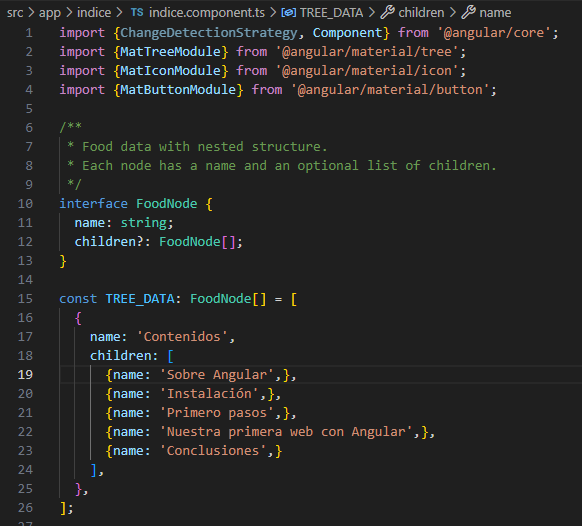 src > app > indice > TS indice.component.ts > TREE_DATA > children > name
1 import {ChangeDetectionStrategy, Component} from '@angular/core';
2 import {MatTreeModule} from '@angular/material/tree';
3 import {MatIconModule} from '@angular/material/icon';
4 import {MatButtonModule} from '@angular/material/button';
5
6 /**
7  * Food data with nested structure.
8  * Each node has a name and an optional list of children.
9  */
10 interface FoodNode {
11   name: string;
12   children?: FoodNode[];
13 }
14
15 const TREE_DATA: FoodNode[] = [
16   {
17     name: 'Contenidos',
18     children: [
19       {name: 'Sobre Angular',},
20       {name: 'Instalación',},
21       {name: 'Primero pasos',},
22       {name: 'Nuestra primera web con Angular',},
23       {name: 'Conclusiones',}
24     ],
25   },
26 ];
27